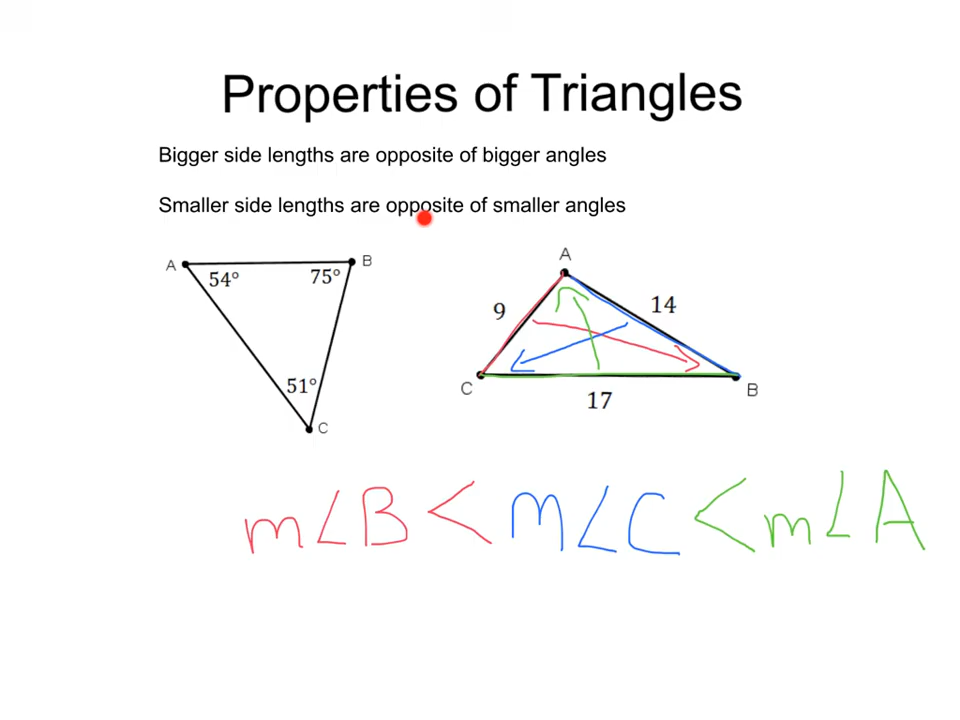 Properties of Triangles
Bigger side lengths are opposite of bigger angles
Smaller side lengths are opposite of smaller angles
A
54°
75°
B
51°
C
A
9
14
C
17
B
m∠B < m∠C < m∠A